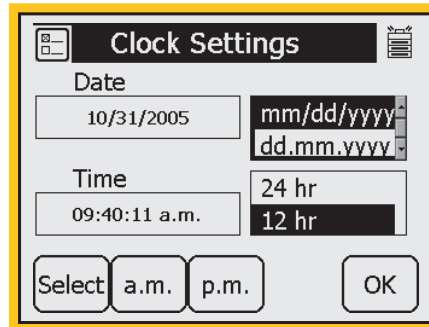 Clock Settings
Date
10/31/2005
mm/dd/yyyy
dd.mm.yyyy
Time
09:40:11 a.m.
24 hr
12 hr
Select
a.m.
p.m.
OK